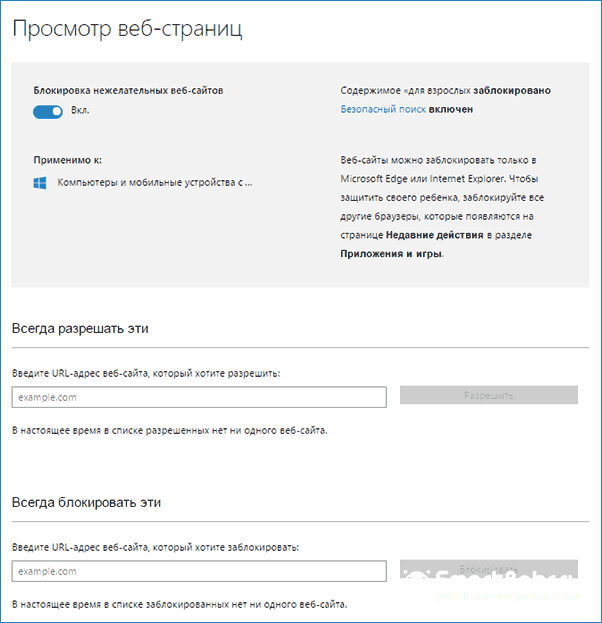 Просмотр веб-страниц
Блокировка нежелательных веб-сайтов
Вкл.
Содержимое «для взрослых заблокировано
Безопасный поиск включен
Применимо к:
Компьютеры и мобильные устройства с ...
Веб-сайты можно заблокировать только в
Microsoft Edge или Internet Explorer. Чтобы
защитить своего ребенка, заблокируйте все
другие браузеры, которые появляются на
странице Недавние действия в разделе
Приложения и игры.
Всегда разрешать эти
Введите URL-адрес веб-сайта, который хотите разрешить:
example.com
Разрешить
В настоящее время в списке разрешенных нет ни одного веб-сайта.
Всегда блокировать эти
Введите URL-адрес веб-сайта, который хотите заблокировать:
example.com
Блокировать
В настоящее время в списке заблокированных нет ни одного веб-сайта.